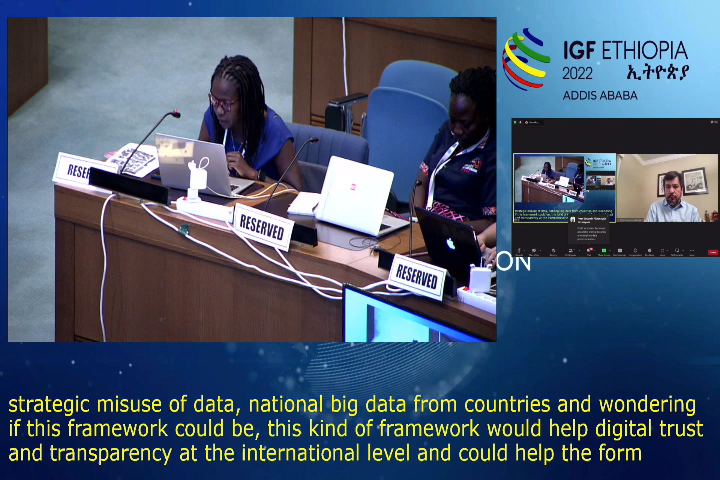 IGF ETHIOPIA
2022 ኢትዮጵያ
ADDIS ABABA
RESER
RESERVED
RESERVED
ON
strategic misuse of data, national big data from countries and wondering
if this framework could be, this kind of framework would help digital trust
and transparency at the international level and could help the form